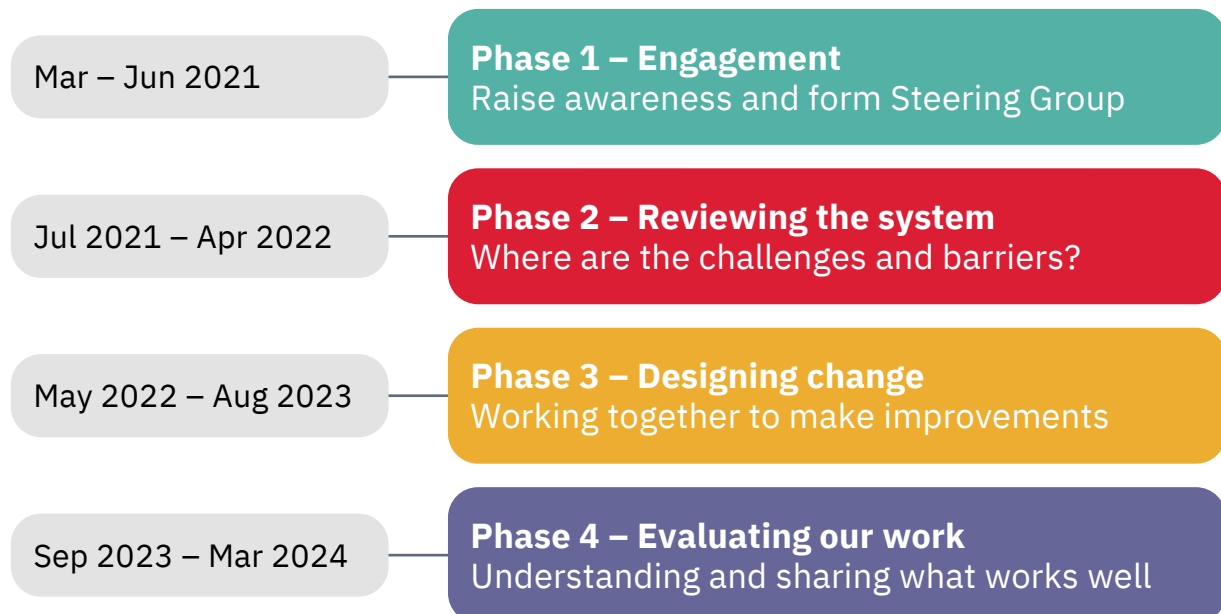 Mar – Jun 2021
Phase 1 – Engagement
Raise awareness and form Steering Group
Jul 2021 – Apr 2022
Phase 2 – Reviewing the system
Where are the challenges and barriers?
May 2022 – Aug 2023
Phase 3 – Designing change
Working together to make improvements
Sep 2023 – Mar 2024
Phase 4 – Evaluating our work
Understanding and sharing what works well